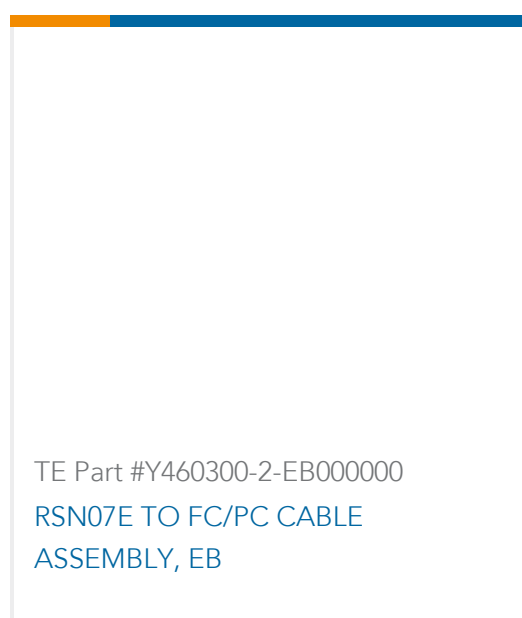 TE Part #Y460300-2-EB000000
RSN07E TO FC/PC CABLE
ASSEMBLY, EB